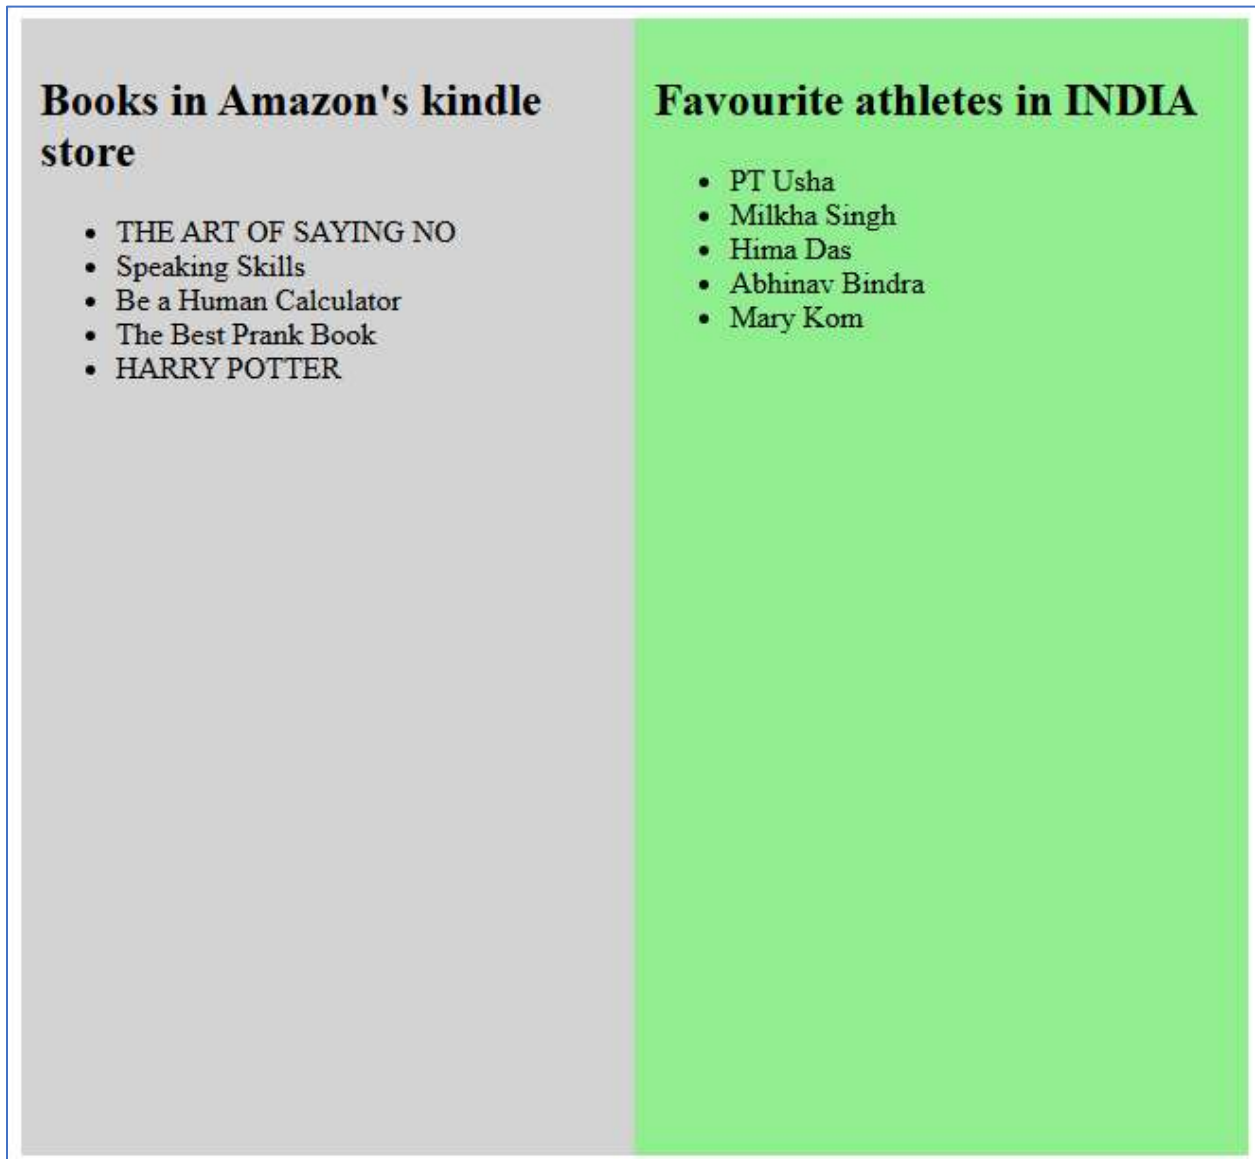 Books in Amazon's kindle
store
THE ART OF SAYING NO
Speaking Skills
Be a Human Calculator
The Best Prank Book
HARRY POTTER
Favourite athletes in INDIA
PT Usha
Milkha Singh
Hima Das
Abhinav Bindra
Mary Kom